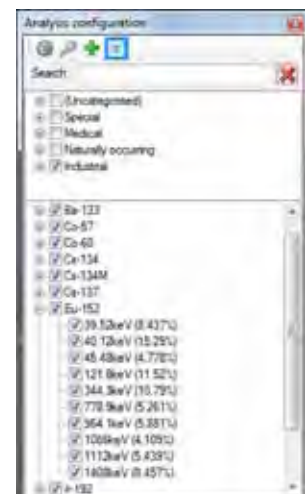 Analysis configuration
Search
(Uncategorised)
Special
Medical
Naturally occurring
Industrial
Ba-133
Co-57
Co-60
Cs-134
Cs-134M
Cs-137
Eu-152
39.52keV (8.437%)
40.12keV (15.29%)
45.48keV (4.778%)
121.8keV (11.52%)
344.3keV (10.79%)
778.9keV (5.261%)
964.1keV (5.881%)
1086keV (4.109%)
1112keV (5.439%)
1408keV (8.457%)
Ir-192